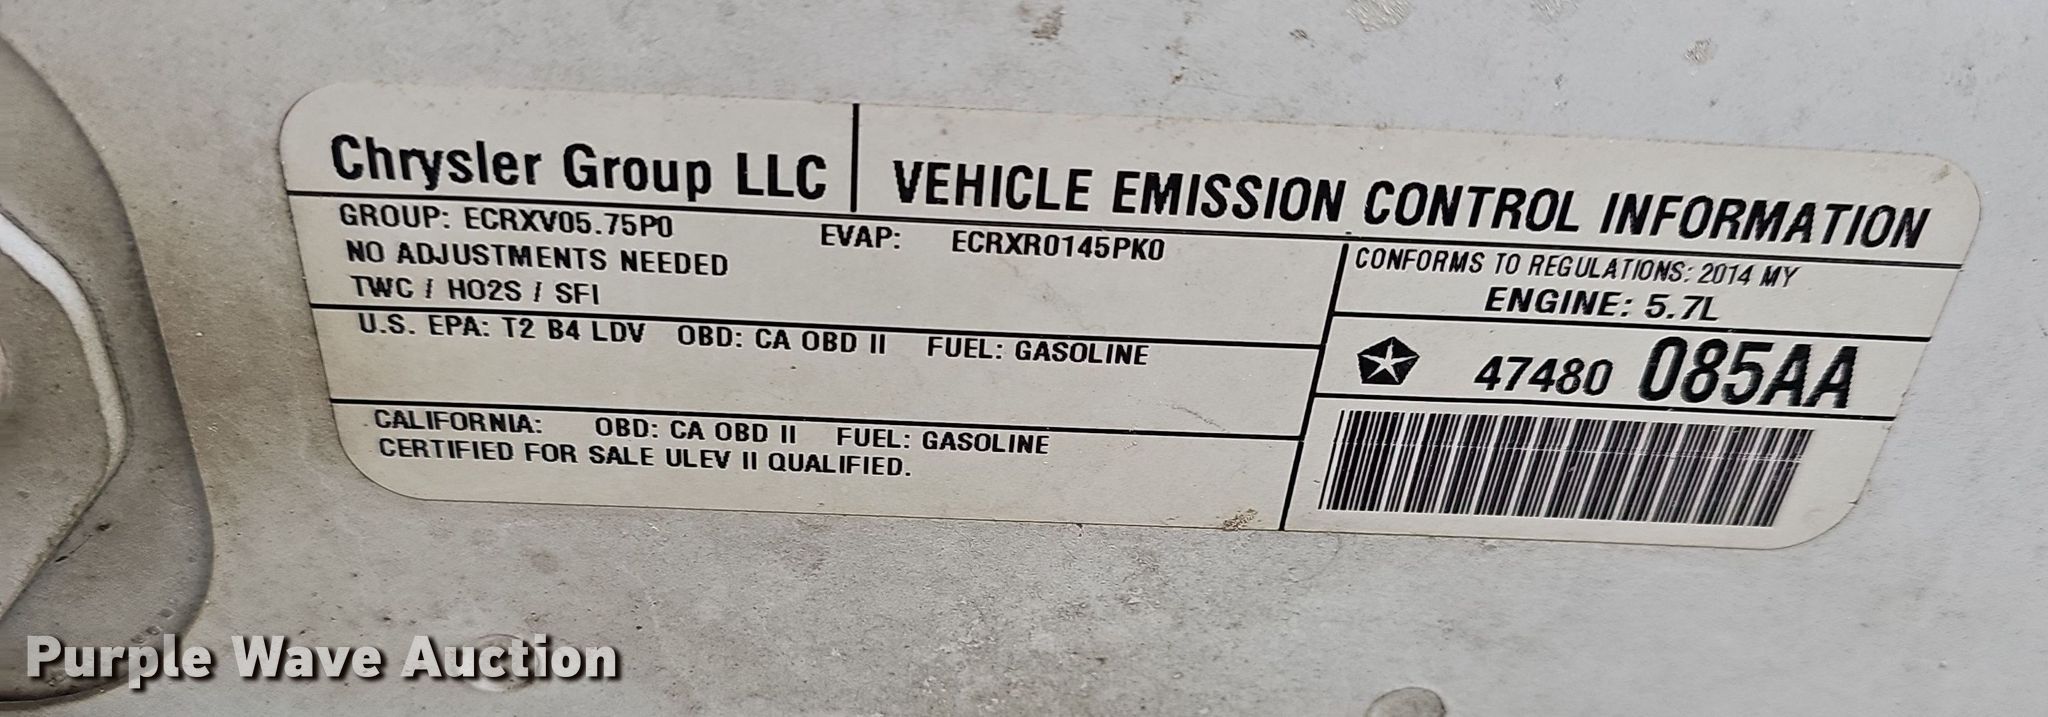 Chrysler Group LLC
VEHICLE EMISSION CONTROL INFORMATION
GROUP: ECRXV05.75P0
EVAP: ECRXR0145PK0
NO ADJUSTMENTS NEEDED
TWC / HO2S / SFI
CONFORMS TO REGULATIONS: 2014 MY
ENGINE: 5.7L
U.S. EPA: T2 B4 LDV OBD: CA OBD II FUEL: GASOLINE
47480 085AA
CALIFORNIA: OBD: CA OBD II FUEL: GASOLINE
CERTIFIED FOR SALE ULEV II QUALIFIED.
Purple Wave Auction